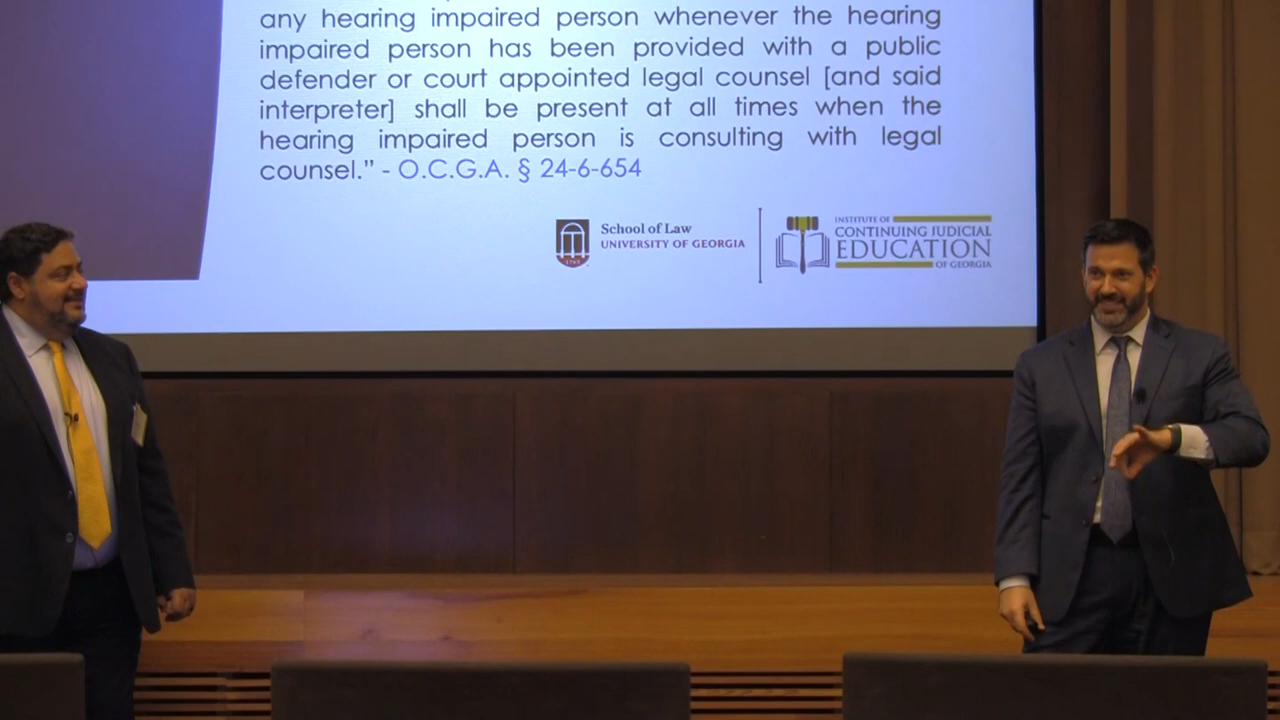 any hearing impaired person whenever the hearing
impaired person has been provided with a public
defender or court appointed legal counsel [and said
interpreter] shall be present at all times when the
hearing impaired person is consulting with legal
counsel.” - O.C.G.A. § 24-6-654
School of Law
UNIVERSITY OF GEORGIA
1785
INSTITUTE OF
CONTINUING JUDICIAL
EDUCATION
OF GEORGIA